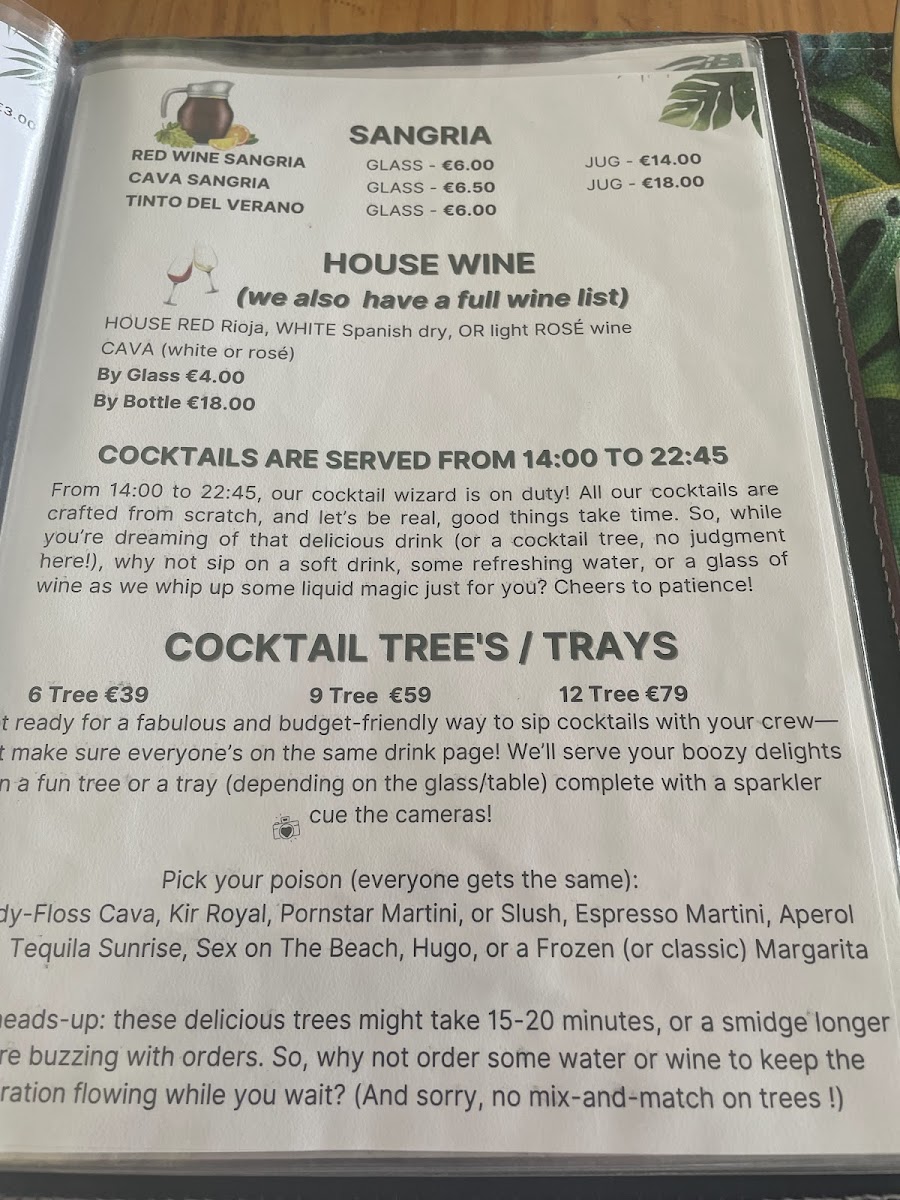 €3.00
SANGRIA
RED WINE SANGRIA GLASS - €6.00 JUG - €14.00
CAVA SANGRIA GLASS - €6.50 JUG - €18.00
TINTO DEL VERANO GLASS - €6.00
HOUSE WINE
(we also have a full wine list)
HOUSE RED Rioja, WHITE Spanish dry, OR light ROSÉ wine
CAVA (white or rosé)
By Glass €4.00
By Bottle €18.00
COCKTAILS ARE SERVED FROM 14:00 TO 22:45
From 14:00 to 22:45, our cocktail wizard is on duty! All our cocktails are
crafted from scratch, and let's be real, good things take time. So, while
you're dreaming of that delicious drink (or a cocktail tree, no judgment
here!), why not sip on a soft drink, some refreshing water, or a glass of
wine as we whip up some liquid magic just for you? Cheers to patience!
COCKTAIL TREE'S / TRAYS
6 Tree €39 9 Tree €59 12 Tree €79
t ready for a fabulous and budget-friendly way to sip cocktails with your crew—
t make sure everyone's on the same drink page! We'll serve your boozy delights
n a fun tree or a tray (depending on the glass/table) complete with a sparkler
cue the cameras!
Pick your poison (everyone gets the same):
dy-Floss Cava, Kir Royal, Pornstar Martini, or Slush, Espresso Martini, Aperol
Tequila Sunrise, Sex on The Beach, Hugo, or a Frozen (or classic) Margarita
heads-up: these delicious trees might take 15-20 minutes, or a smidge longer
re buzzing with orders. So, why not order some water or wine to keep the
ration flowing while you wait? (And sorry, no mix-and-match on trees !)